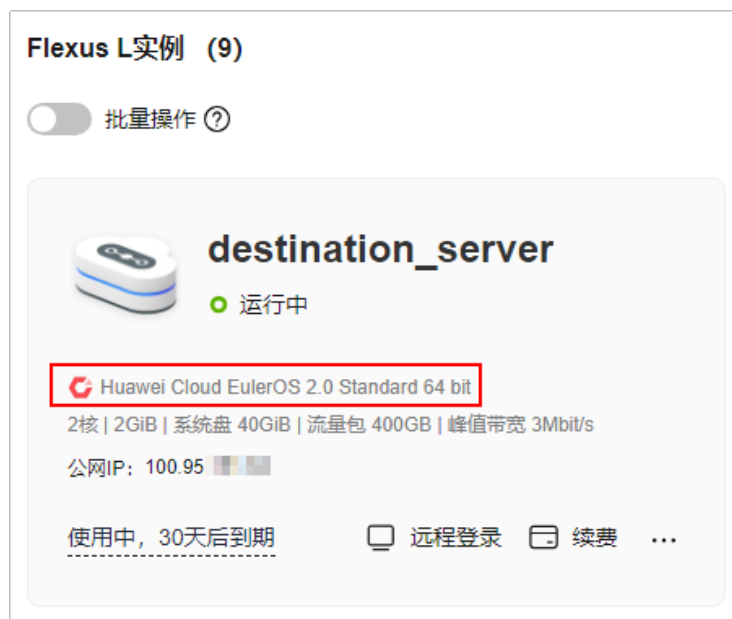 Flexus L实例 (9)
批量操作
destination_server
运行中
Huawei Cloud EulerOS 2.0 Standard 64 bit
2核 | 2GiB | 系统盘 40GiB | 流量包 400GB | 峰值带宽 3Mbit/s
公网IP: 100.95
使用中，30天后到期 远程登录 续费 ...